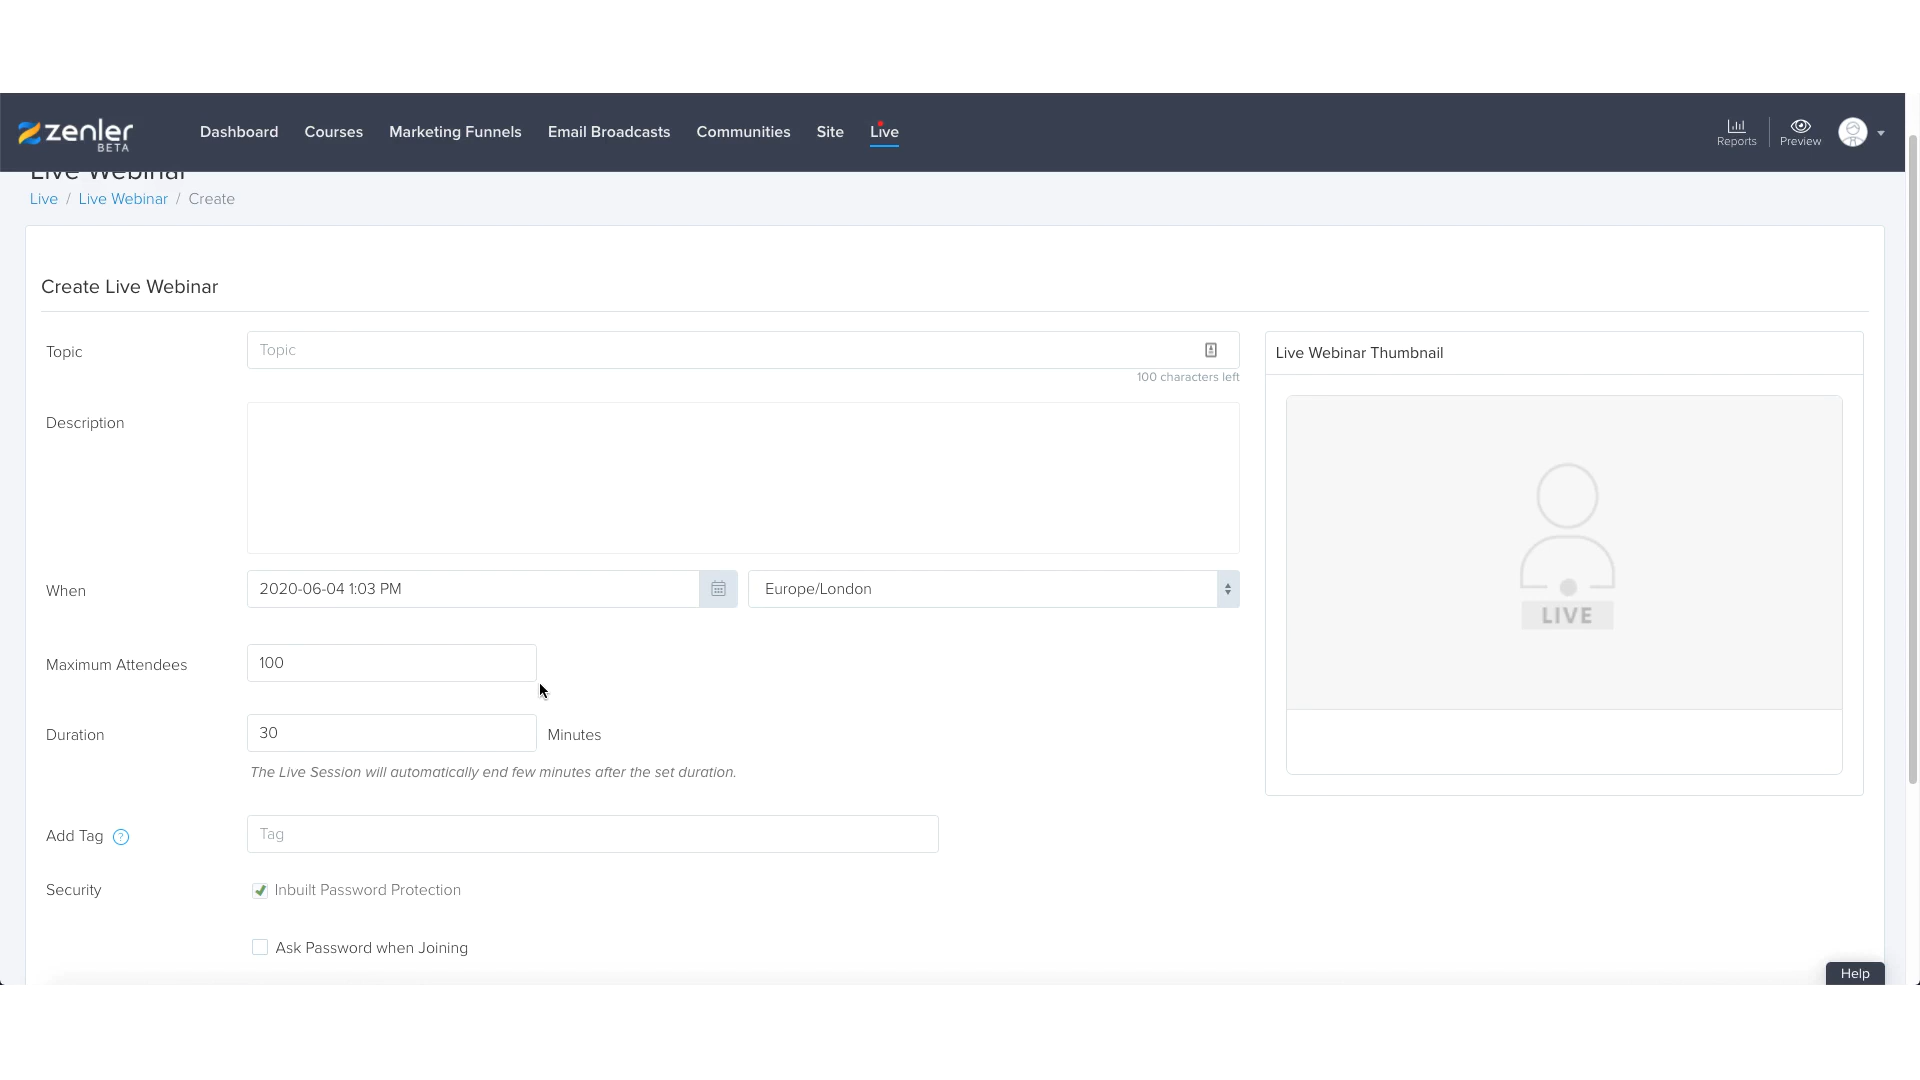 zenler
BETA
Dashboard Courses Marketing Funnels Email Broadcasts Communities Site Live
Reports Preview
Live Webinar
Live / Live Webinar / Create
Create Live Webinar
Topic Topic
100 characters left
Live Webinar Thumbnail
Description
LIVE
When 2020-06-04 1:03 PM Europe/London
Maximum Attendees 100
Duration 30 Minutes
The Live Session will automatically end few minutes after the set duration.
Add Tag ? Tag
Security Inbuilt Password Protection
Ask Password when Joining
Help